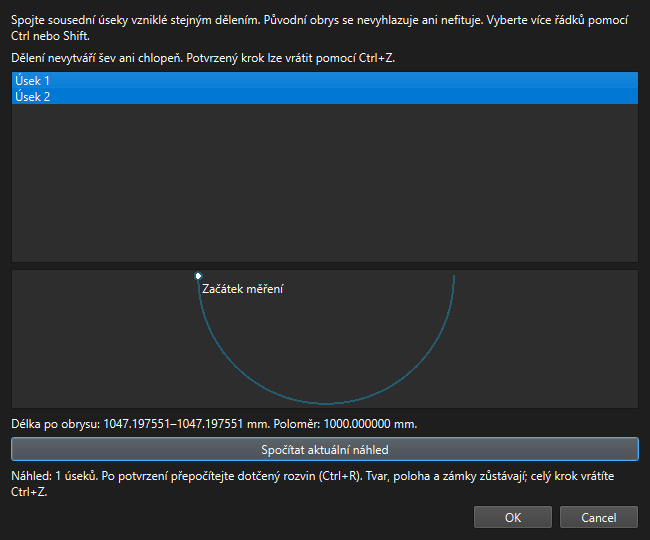 Spojte sousední úseky vzniklé stejným dělením. Původní obrys se nevyhlazuje ani nefituje. Vyberte více řádků pomocí
Ctrl nebo Shift.
Dělení nevytváří šev ani chlopeň. Potvrzený krok lze vrátit pomocí Ctrl+Z.
Úsek 1
Úsek 2
Začátek měření
Délka po obrysu: 1047.197551–1047.197551 mm. Poloměr: 1000.000000 mm.
Spočítat aktuální náhled
Náhled: 1 úseků. Po potvrzení přepočítejte dotčený rozvin (Ctrl+R). Tvar, poloha a zámky zůstávají; celý krok vrátíte
Ctrl+Z.
OK
Cancel